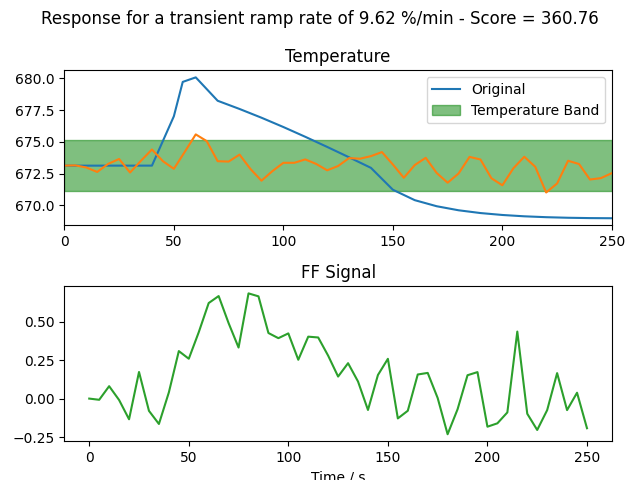 Response for a transient ramp rate of 9.62 %/min - Score = 360.76
Temperature
680.0
677.5
675.0
672.5
670.0
Original
Temperature Band
0 50 100 150 200 250
FF Signal
0.50
0.25
0.00
−0.25
0 50 100 150 200 250
Time / s